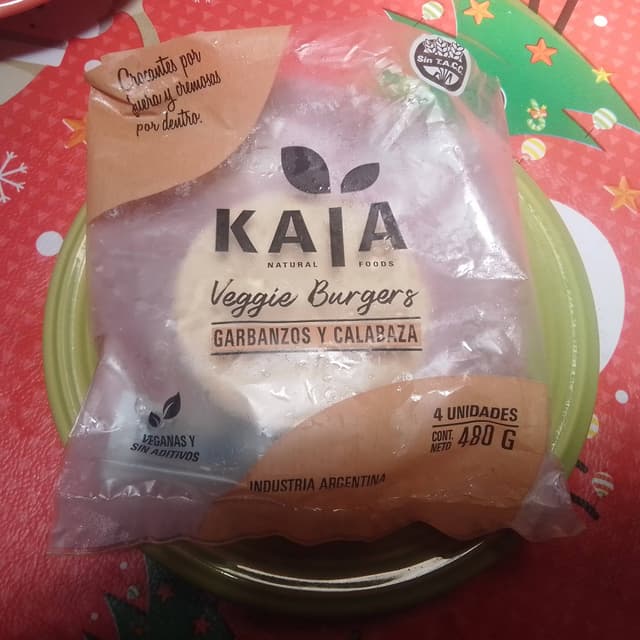 Crocantes por
fuera y cremosas
por dentro.
Sin T.A.C.C.
KAIA
NATURAL FOODS
Veggie Burgers
GARBANZOS Y CALABAZA
4 UNIDADES
CONT. NETO 480 G
VEGANAS Y
SIN ADITIVOS
INDUSTRIA ARGENTINA